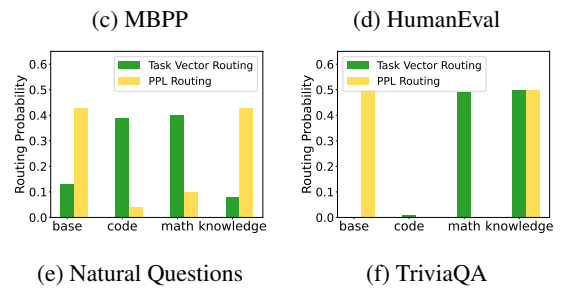 (c) MBPP
(d) HumanEval
Routing Probability
0.6
0.5
0.4
0.3
0.2
0.1
0.0
Task Vector Routing
PPL Routing
base
code
math
knowledge
Routing Probability
0.6
0.5
0.4
0.3
0.2
0.1
0.0
Task Vector Routing
PPL Routing
base
code
math
knowledge
(e) Natural Questions
(f) TriviaQA